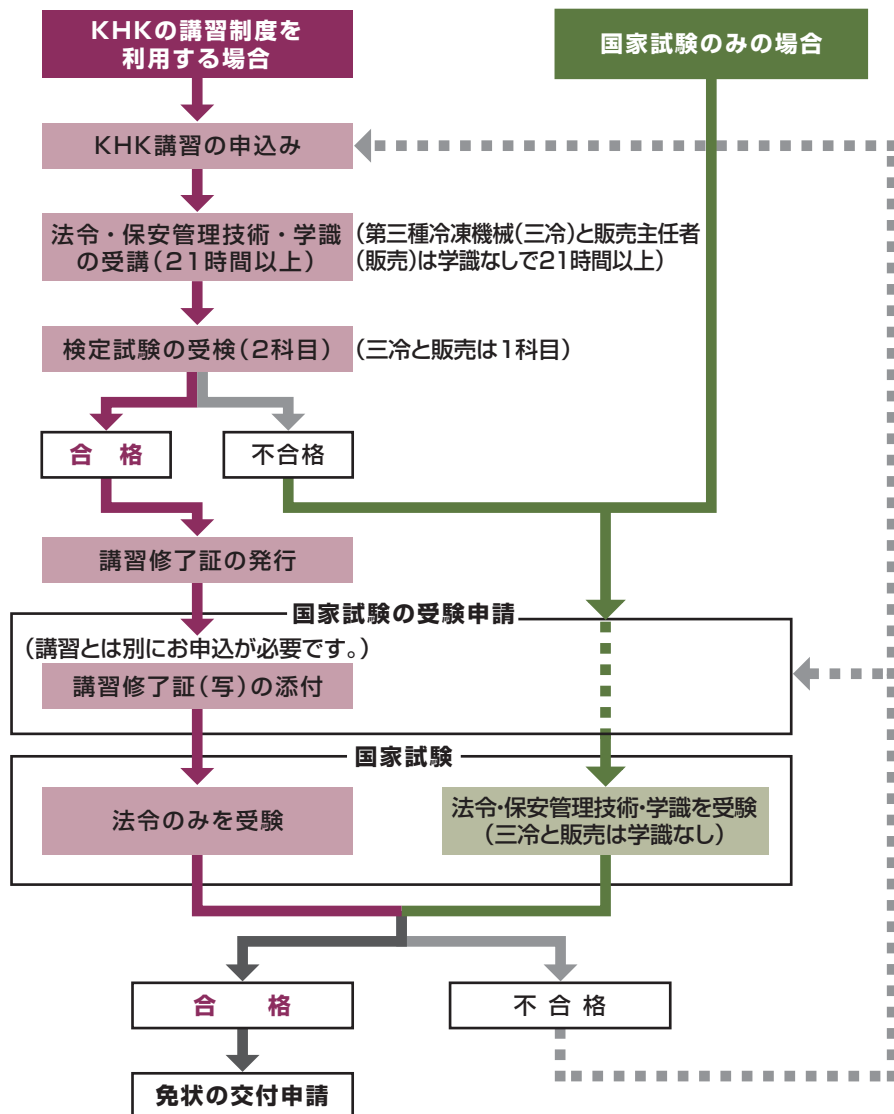 KHKの講習制度を
利用する場合
国家試験のみの場合
KHK講習の申込み
法令・保安管理技術・学識
の受講(21時間以上)
(第三種冷凍機械(三冷)と販売主任者
(販売)は学識なしで21時間以上)
検定試験の受検(2科目)
(三冷と販売は1科目)
合 格
不合格
講習修了証の発行
国家試験の受験申請
(講習とは別にお申込が必要です。)
講習修了証(写)の添付
国家試験
法令のみを受験
法令・保安管理技術・学識を受験
(三冷と販売は学識なし)
合 格
不 合 格
免状の交付申請